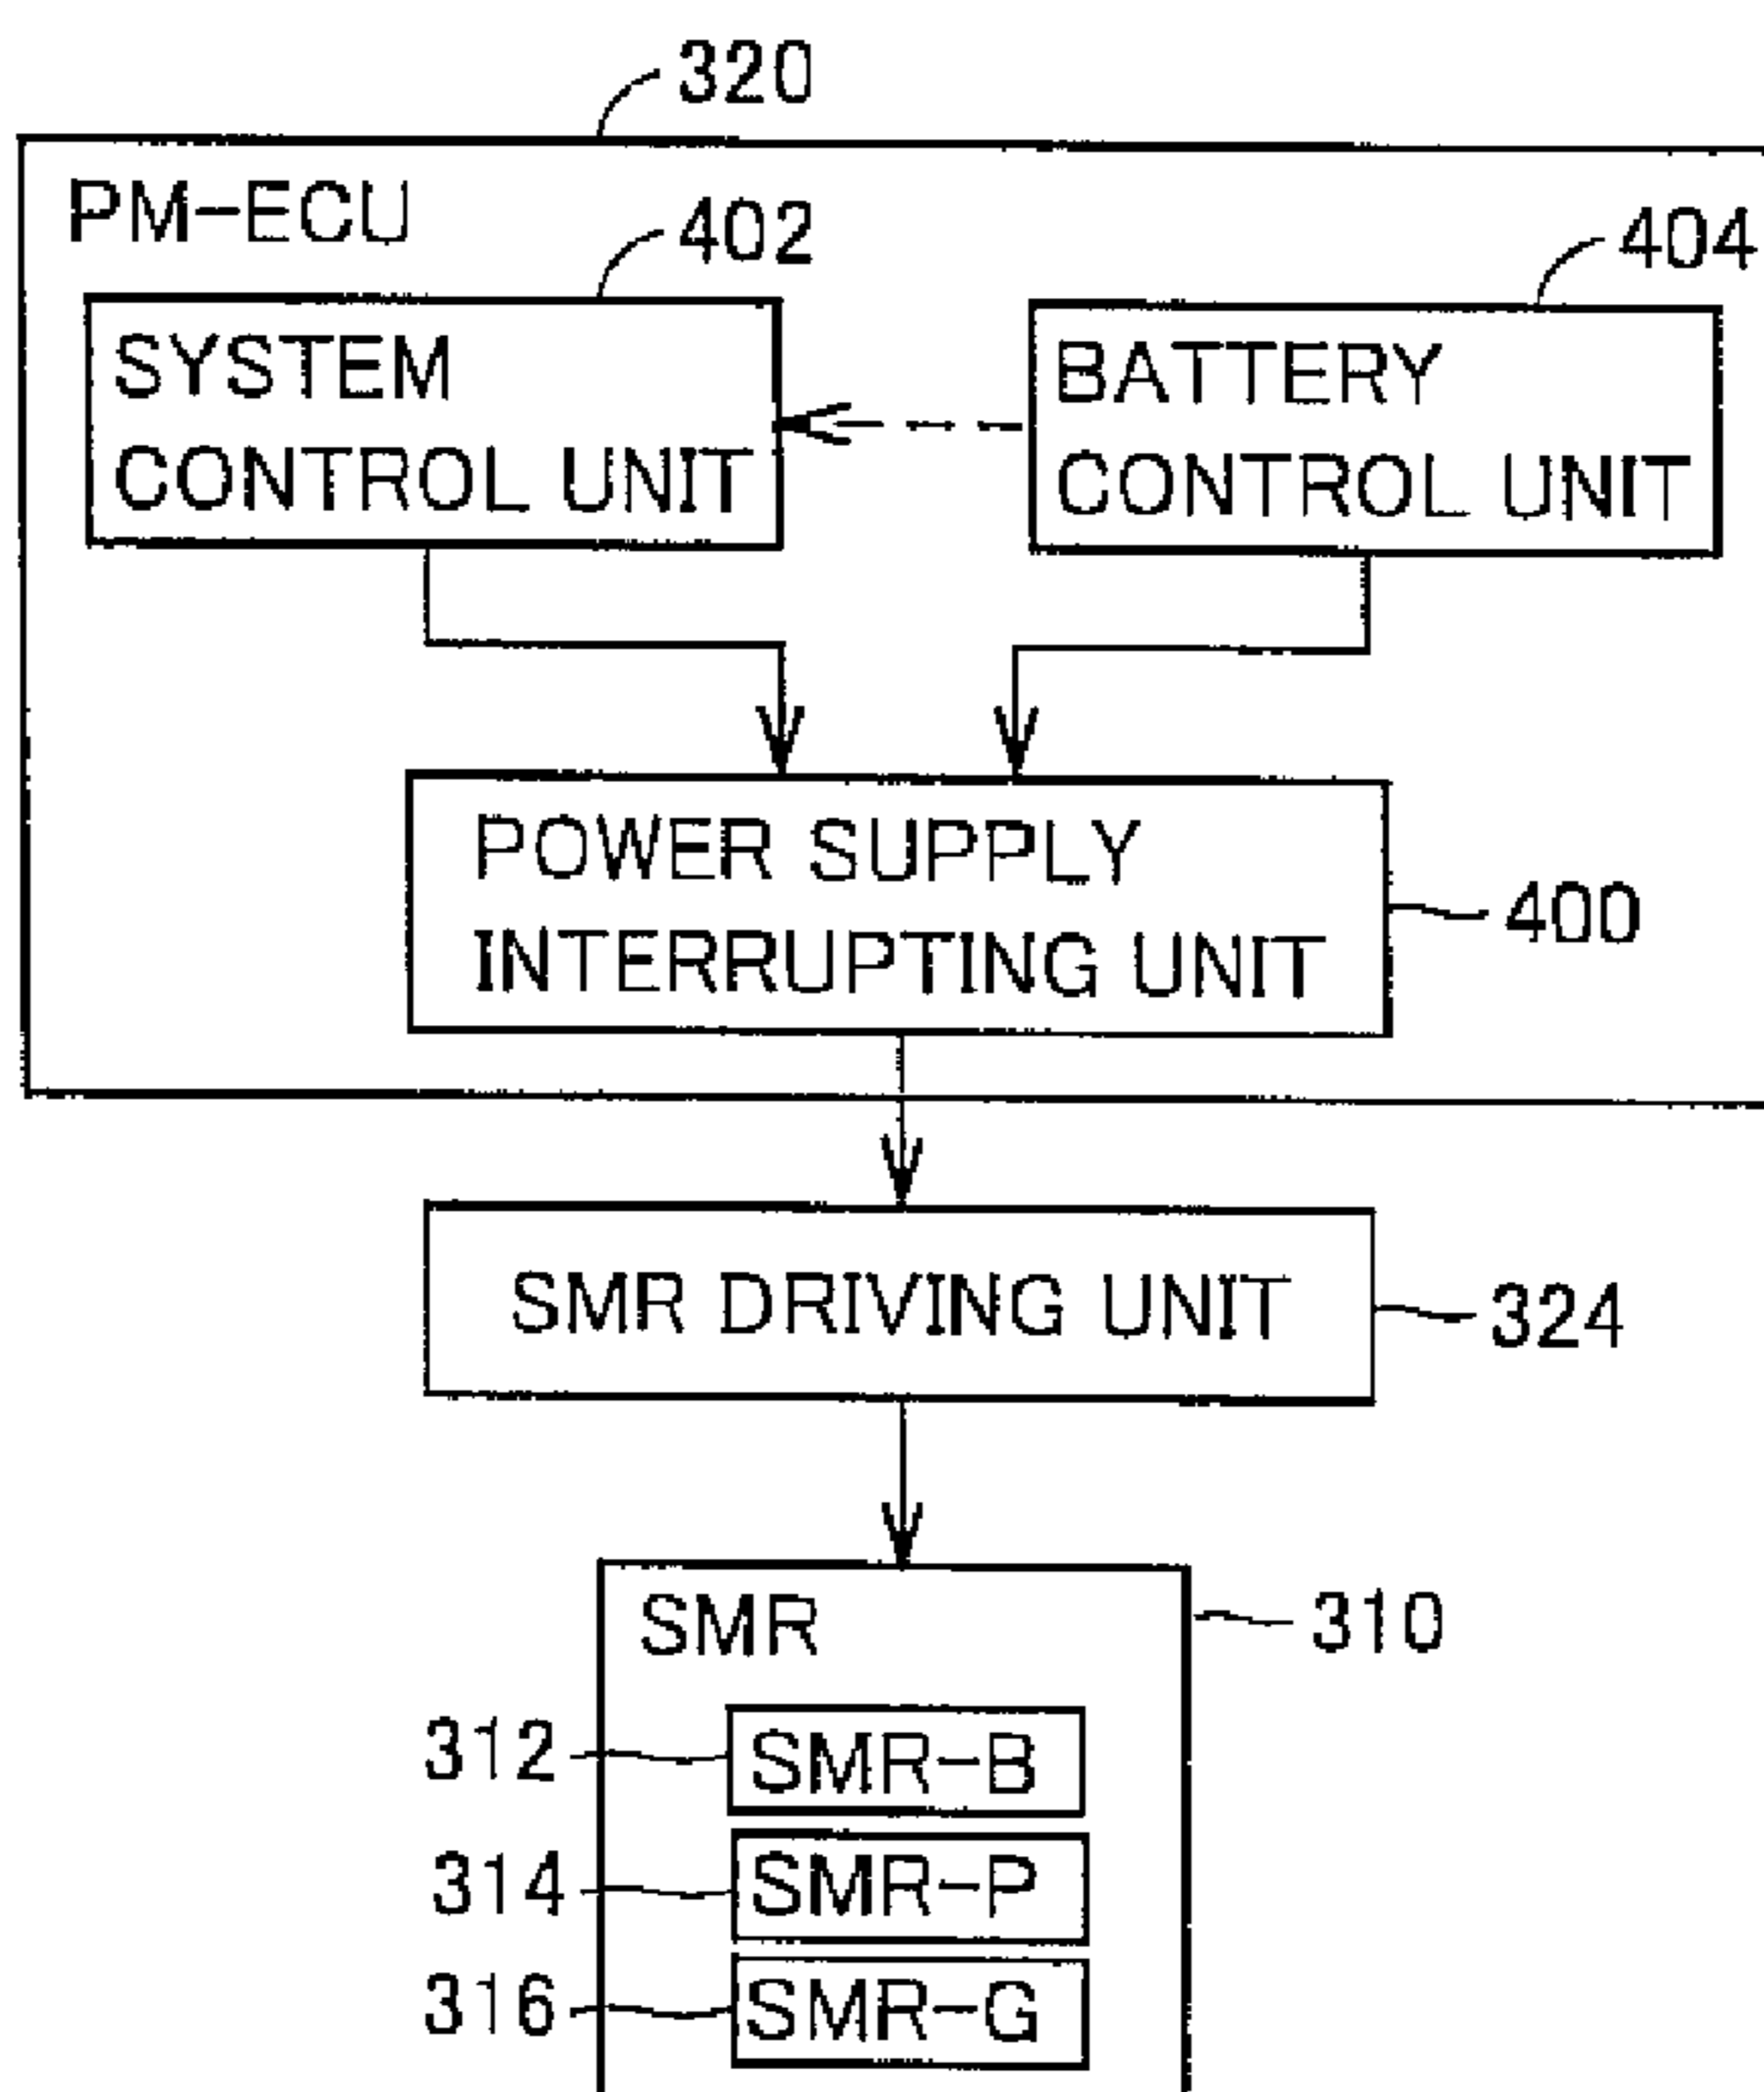 320
PM-ECU
402
404
SYSTEM
CONTROL UNIT
BATTERY
CONTROL UNIT
POWER SUPPLY
INTERRUPTING UNIT
400
SMR DRIVING UNIT
324
SMR
310
312
SMR-B
314
SMR-P
316
SMR-G